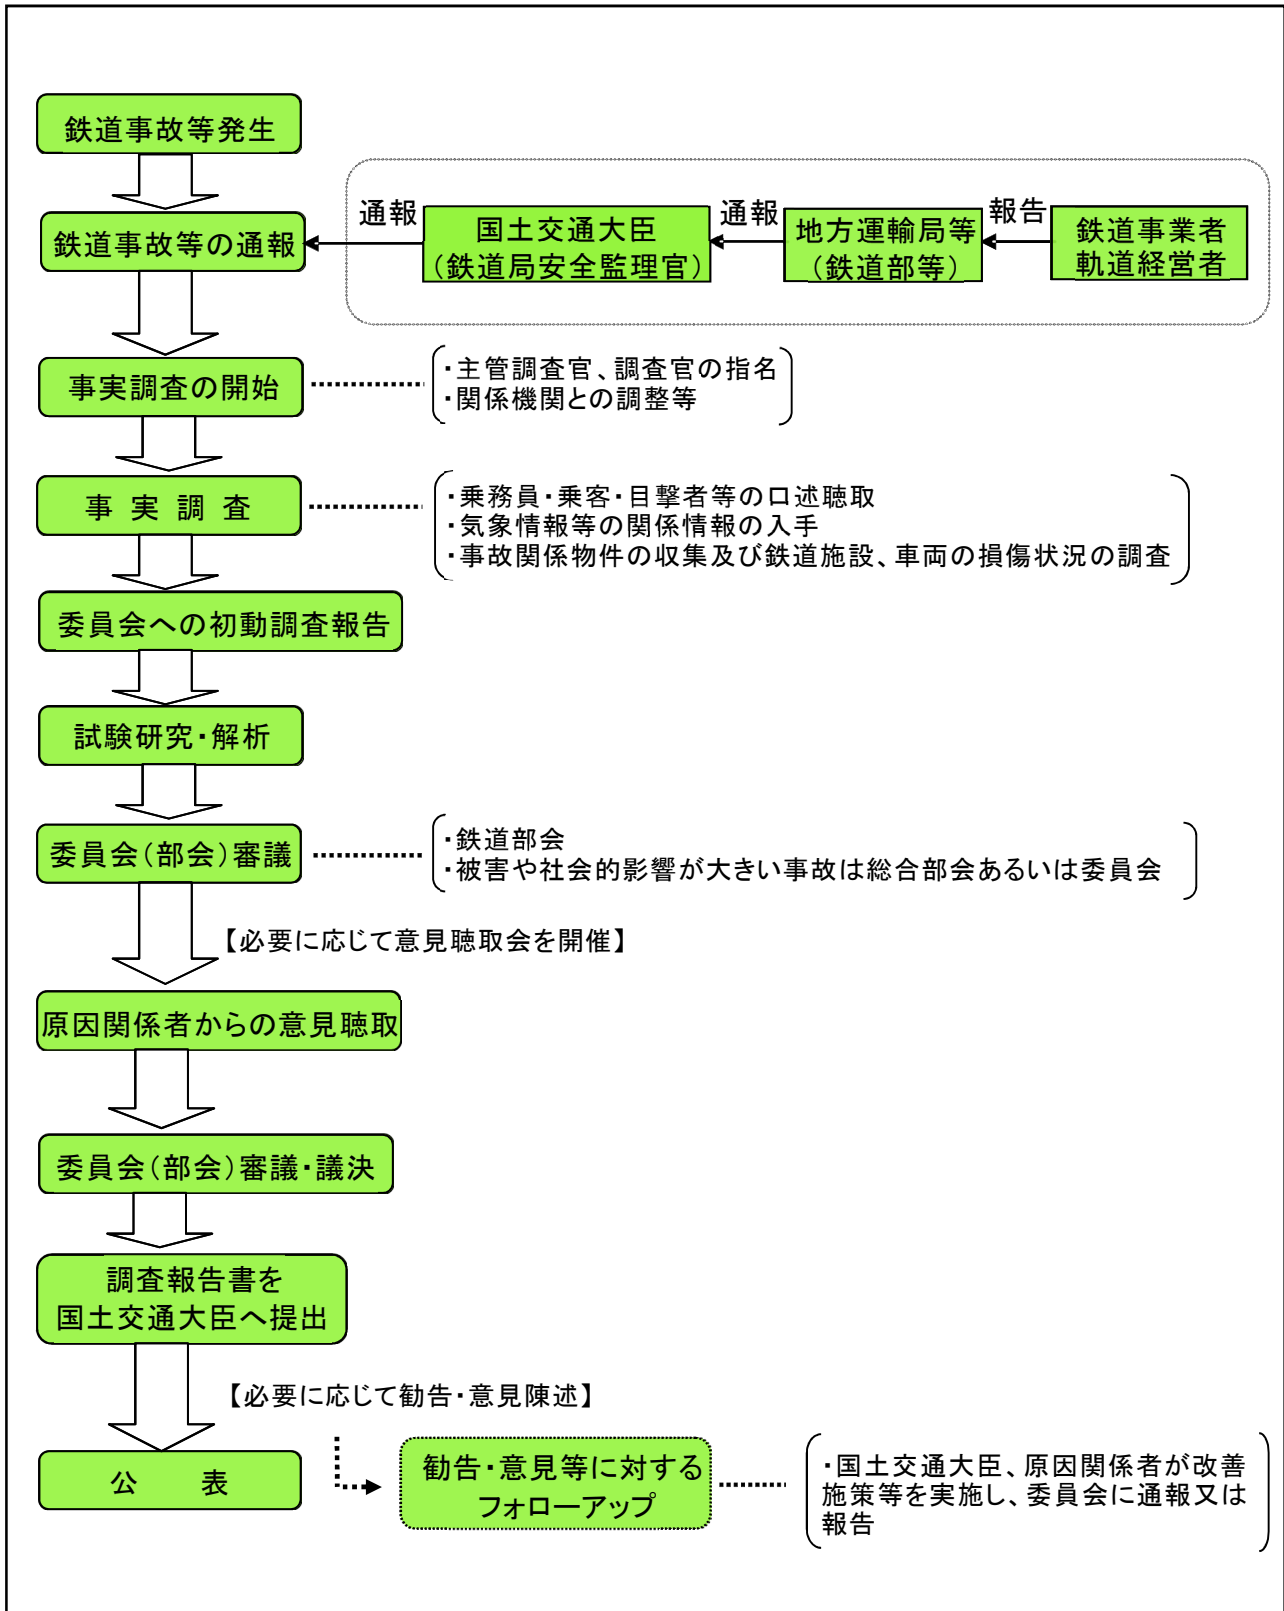 鉄道事故等発生
鉄道事故等の通報
通報
国土交通大臣
(鉄道局安全監理官)
通報
地方運輸局等
(鉄道部等)
報告
鉄道事業者
軌道経営者
事実調査の開始
・主管調査官、調査官の指名
・関係機関との調整等
事 実 調 査
・乗務員・乗客・目撃者等の口述聴取
・気象情報等の関係情報の入手
・事故関係物件の収集及び鉄道施設、車両の損傷状況の調査
委員会への初動調査報告
試験研究・解析
委員会(部会)審議
・鉄道部会
・被害や社会的影響が大きい事故は総合部会あるいは委員会
【必要に応じて意見聴取会を開催】
原因関係者からの意見聴取
委員会(部会)審議・議決
調査報告書を
国土交通大臣へ提出
【必要に応じて勧告・意見陳述】
公 表
勧告・意見等に対する
フォローアップ
・国土交通大臣、原因関係者が改善
施策等を実施し、委員会に通報又は
報告